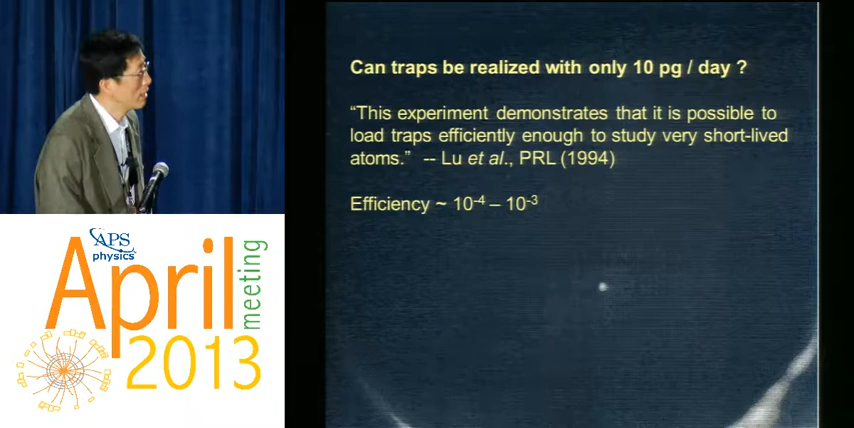 Can traps be realized with only 10 pg / day ?
“This experiment demonstrates that it is possible to
load traps efficiently enough to study very short-lived
atoms.” -- Lu et al., PRL (1994)
Efficiency ~ 10⁻⁴ – 10⁻³
APS
physics
April
meeting
2013